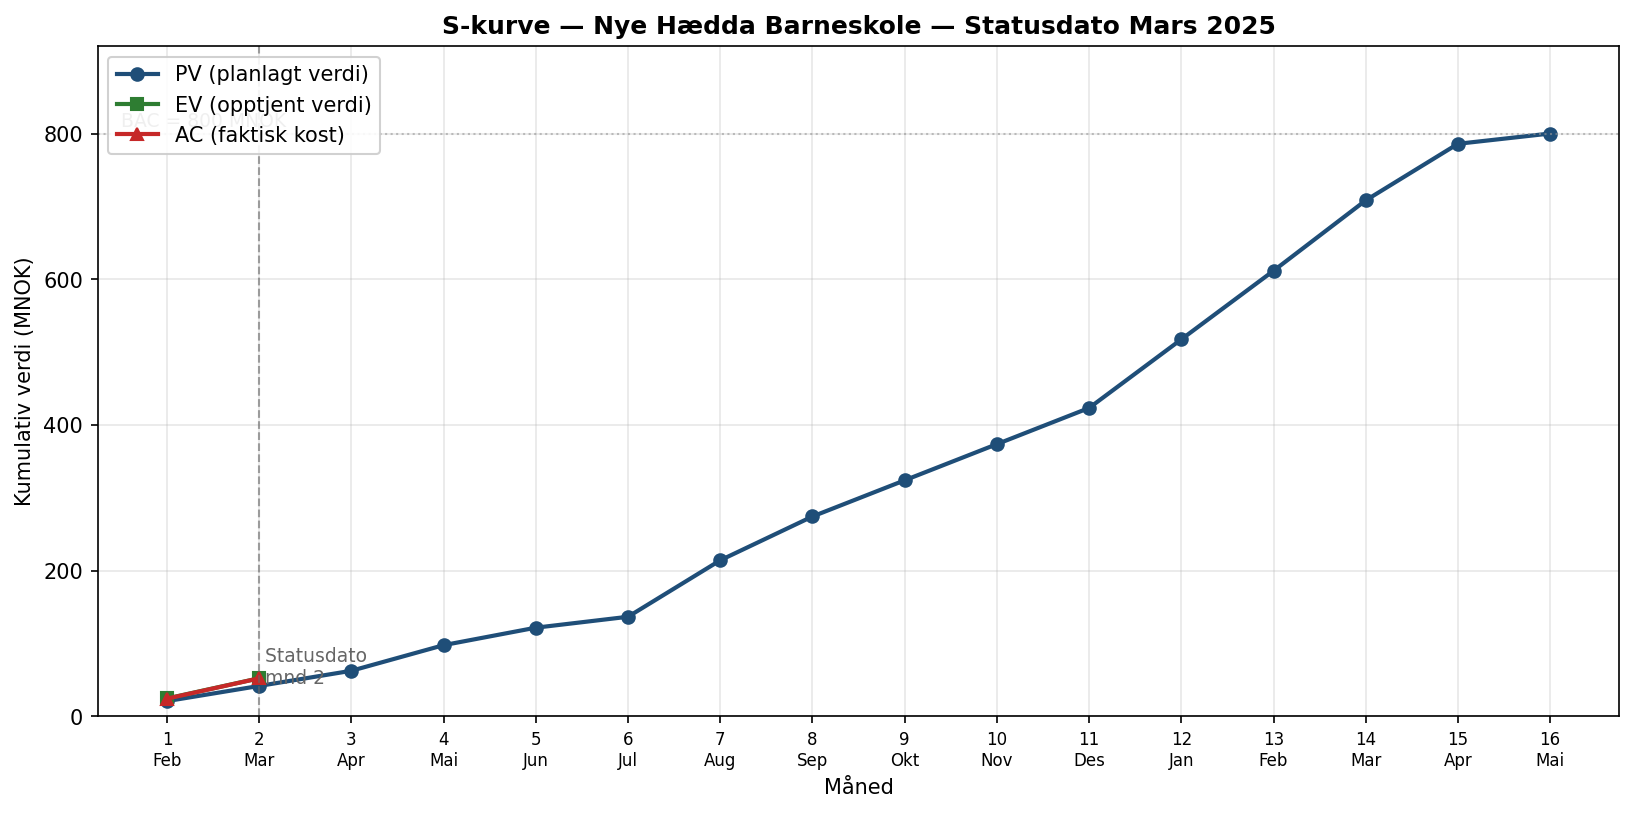 S-kurve — Nye Hædda Barneskole — Statusdato Mars 2025
PV (planlagt verdi)
EV (opptjent verdi)
AC (faktisk kost)
BAC = 800 MNOK
Kumulativ verdi (MNOK)
800
600
400
200
0
Statusdato
mnd 2
1 2 3 4 5 6 7 8 9 10 11 12 13 14 15 16
Feb Mar Apr Mai Jun Jul Aug Sep Okt Nov Des Jan Feb Mar Apr Mai
Måned